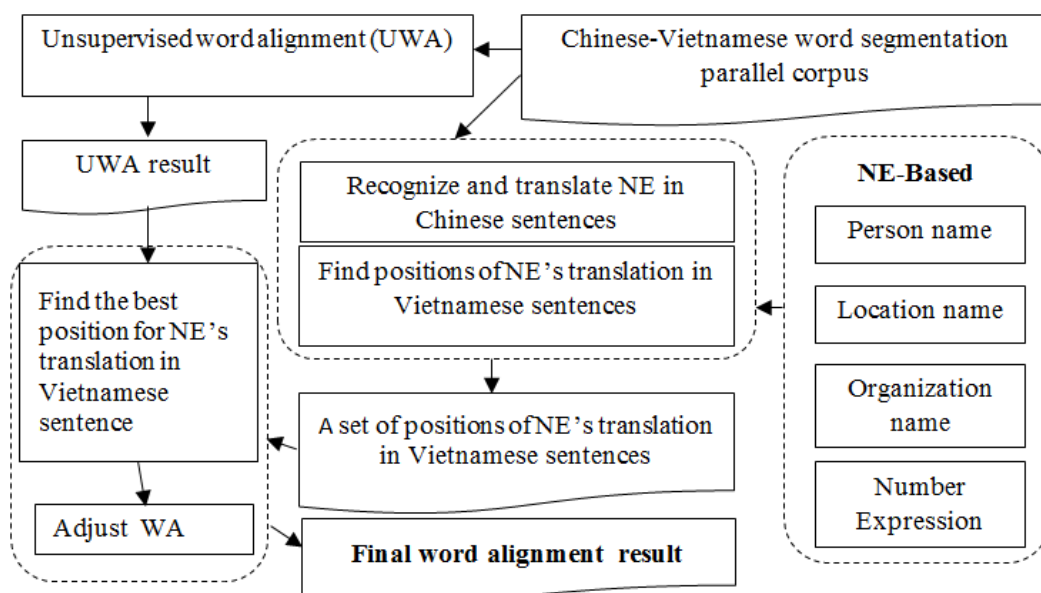 Unsupervised word alignment (UWA)
Chinese-Vietnamese word segmentation
parallel corpus
UWA result
Recognize and translate NE in
Chinese sentences
Find positions of NE's translation in
Vietnamese sentences
NE-Based
Person name
Location name
Organization
name
Number
Expression
Find the best
position for NE's
translation in
Vietnamese
sentence
A set of positions of NE's translation
in Vietnamese sentences
Adjust WA
Final word alignment result